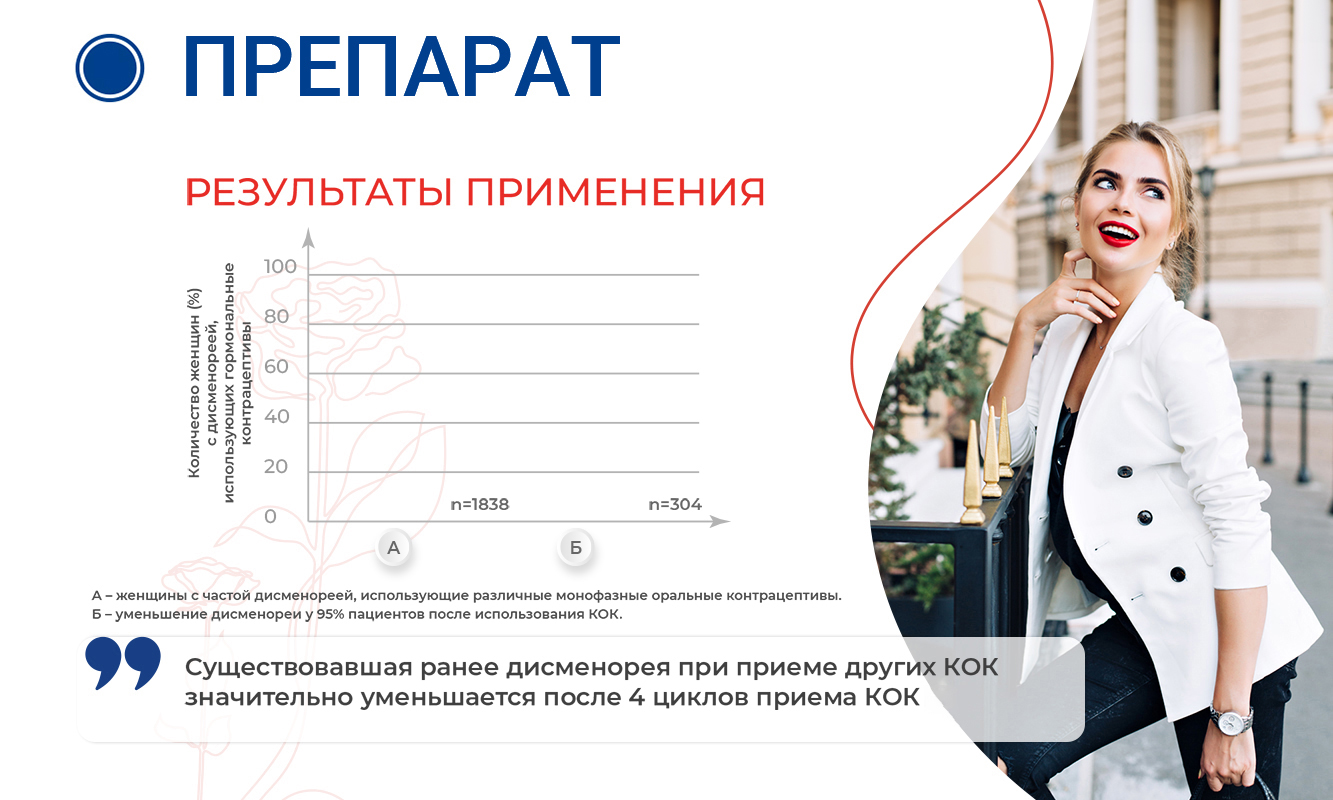 ПРЕПАРАТ
РЕЗУЛЬТАТЫ ПРИМЕНЕНИЯ
Количество женщин (%)
с дисменореей,
использующих гормональные
контрацептивы
100
80
60
40
20
0
n=1838
n=304
А
Б
А – женщины с частой дисменореей, использующие различные монофазные оральные контрацептивы.
Б – уменьшение дисменореи у 95% пациентов после использования КОК.
Существовавшая ранее дисменорея при приеме других КОК
значительно уменьшается после 4 циклов приема КОК